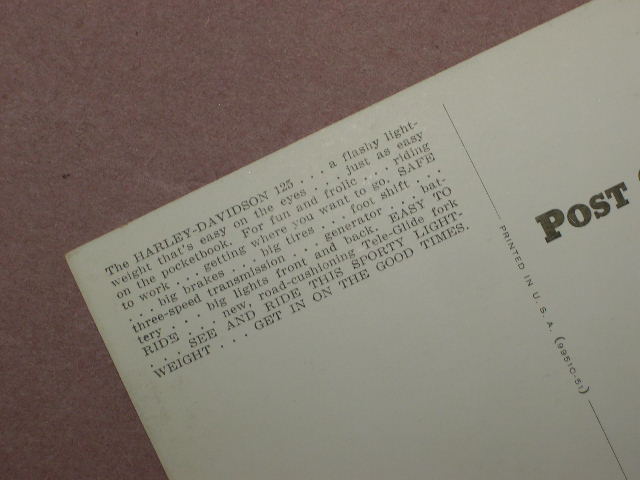 The HARLEY-DAVIDSON 125 . . . a flashy light-
weight that's easy on the eyes . . . just as easy
on the pocketbook. For fun and frolic . . . riding
to work . . . getting where you want to go. SAFE
. . . big brakes . . . big tires . . . foot shift . . .
three-speed transmission . . . generator . . . bat-
tery . . . big lights front and back. EASY TO
RIDE . . . new, road-cushioning Tele-Glide fork
. . . SEE AND RIDE THIS SPORTY LIGHT-
WEIGHT . . . GET IN ON THE GOOD TIMES.
POST
PRINTED IN U. S. A. (9951C-51)